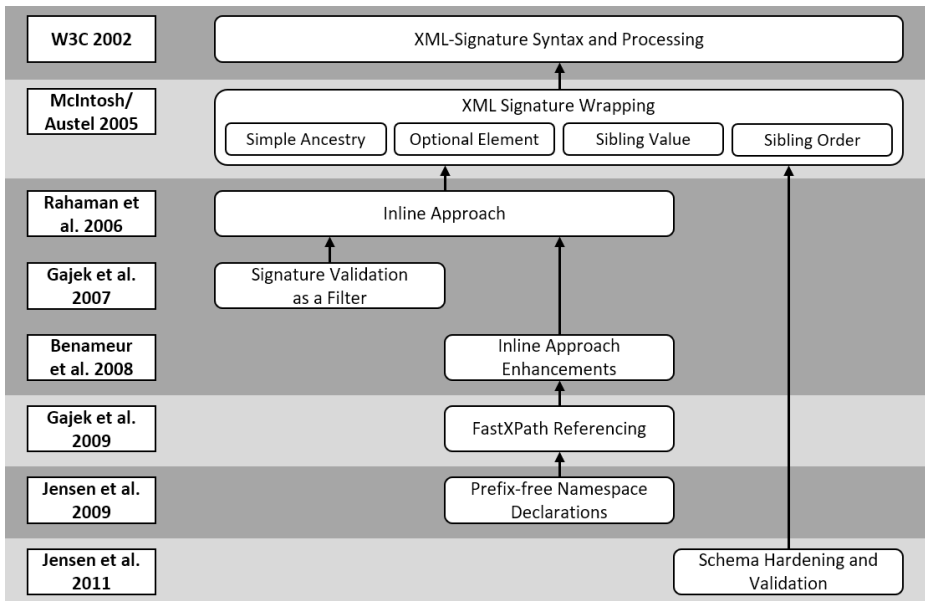 W3C 2002
XML-Signature Syntax and Processing
McIntosh/
Austel 2005
XML Signature Wrapping
Simple Ancestry
Optional Element
Sibling Value
Sibling Order
Rahaman et
al. 2006
Inline Approach
Gajek et al.
2007
Signature Validation
as a Filter
Benameur
et al. 2008
Inline Approach
Enhancements
Gajek et al.
2009
FastXPath Referencing
Jensen et al.
2009
Prefix-free Namespace
Declarations
Jensen et al.
2011
Schema Hardening and
Validation